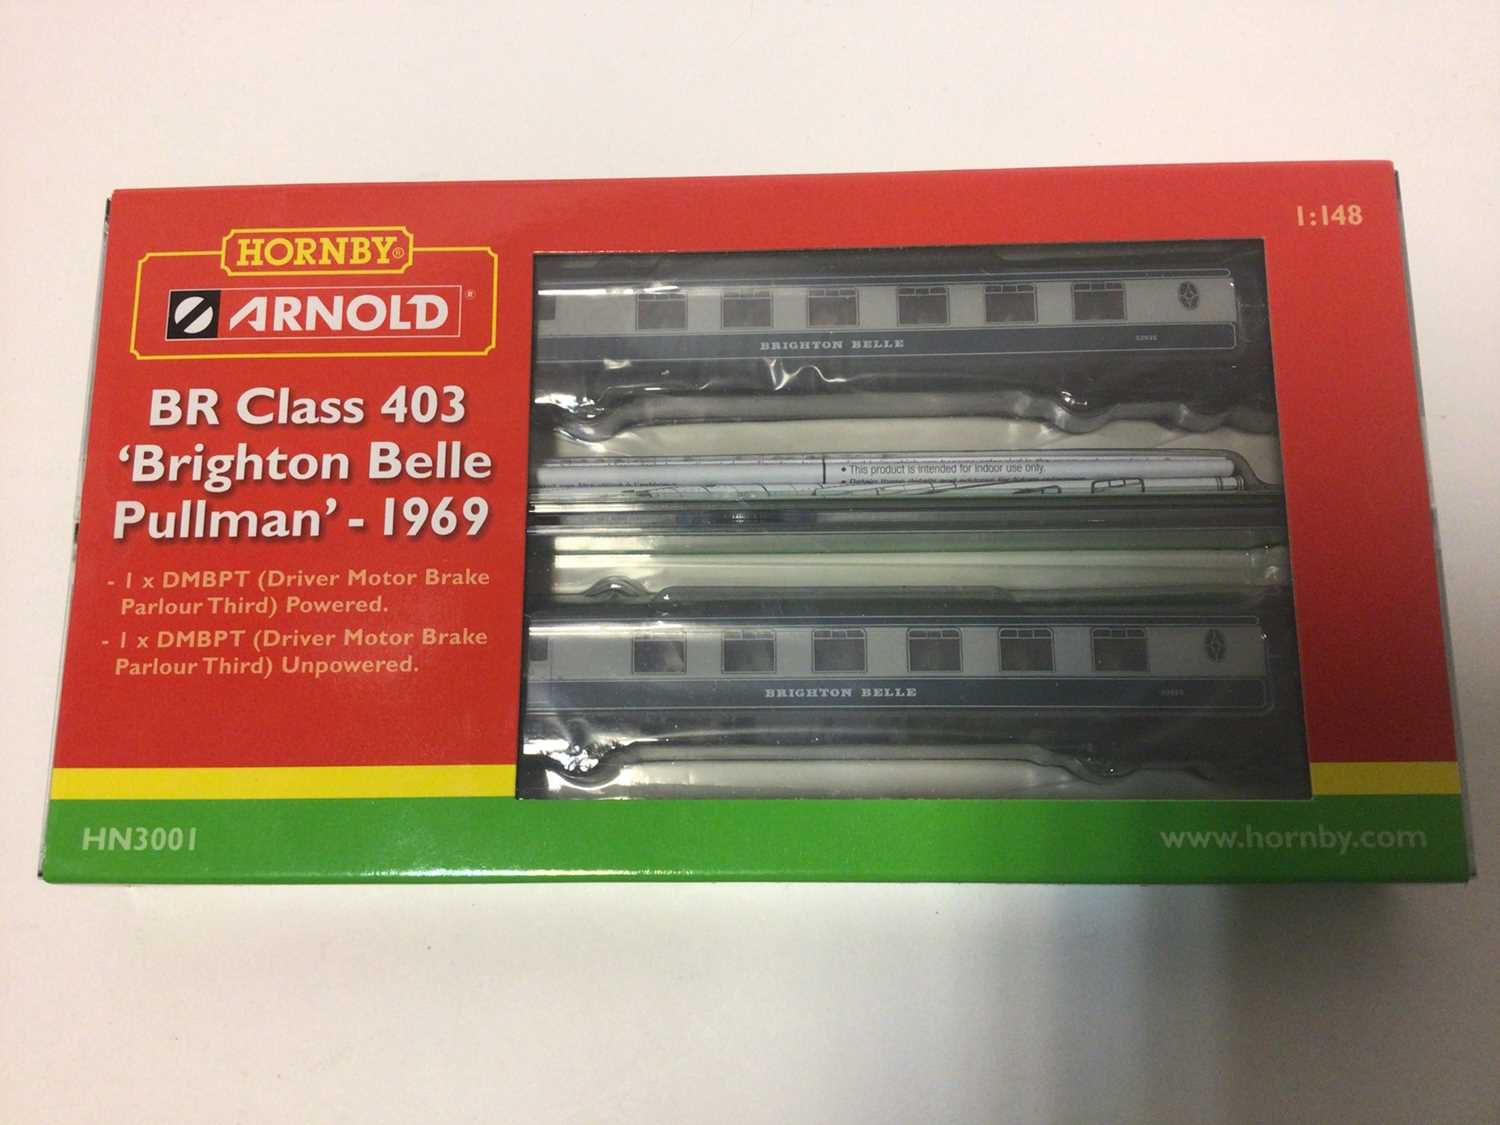 1:148
HORNBY®
ARNOLD®
BR Class 403
‘Brighton Belle
Pullman’ - 1969
- 1 x DMBPT (Driver Motor Brake
Parlour Third) Powered.
- 1 x DMBPT (Driver Motor Brake
Parlour Third) Unpowered.
BRIGHTON BELLE
• This product is intended for indoor use only.
BRIGHTON BELLE
HN3001
www.hornby.com